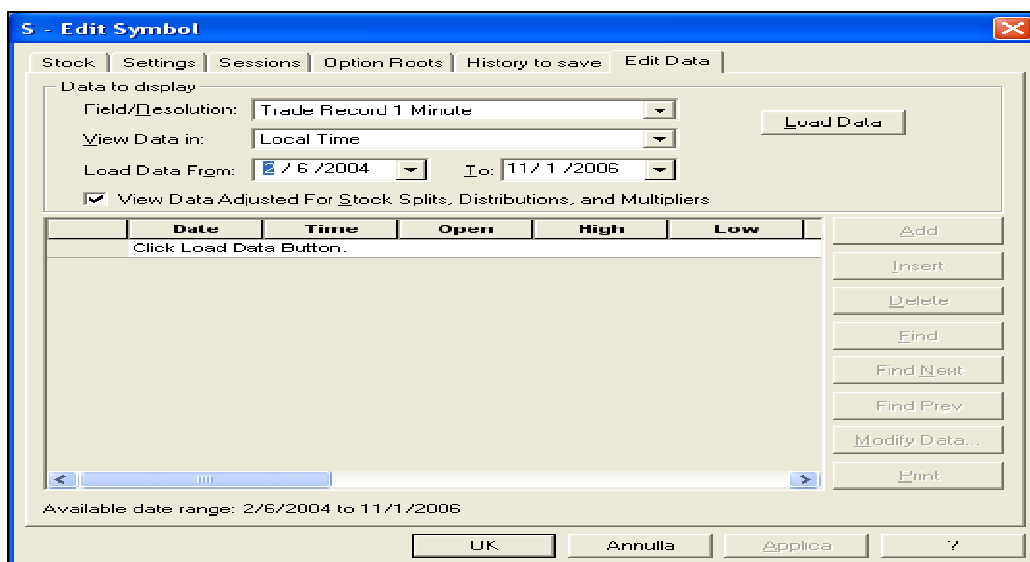 S - Edit Symbol
Stock Settings Sessions Option Roots History to save Edit Data
Data to display
Field/Resolution: Trade Record 1 Minute
Load Data
View Data in: Local Time
Load Data From: 2 / 6 /2004 To: 11/ 1 /2006
View Data Adjusted For Stock Splits, Distributions, and Multipliers
Date Time Open High Low
Click Load Data Button.
Add
Insert
Delete
Find
Find Next
Find Prev
Modify Data...
Print
Available date range: 2/6/2004 to 11/1/2006
OK Annulla Applica ?